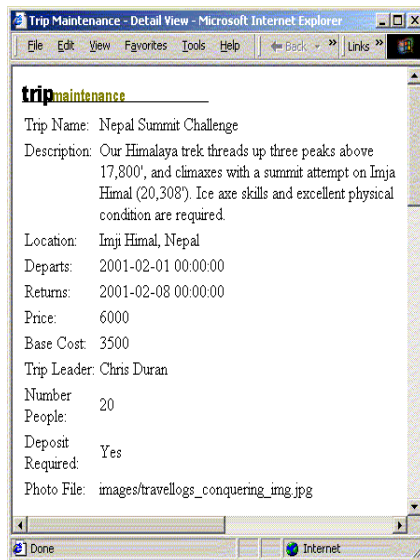 Trip Maintenance - Detail View - Microsoft Internet Explorer
File Edit View Favorites Tools Help Back » Links »
tripmaintenance
Trip Name: Nepal Summit Challenge
Description: Our Himalaya trek threads up three peaks above
17,800', and climaxes with a summit attempt on Imja
Himal (20,308'). Ice axe skills and excellent physical
condition are required.
Location: Imji Himal, Nepal
Departs: 2001-02-01 00:00:00
Returns: 2001-02-08 00:00:00
Price: 6000
Base Cost: 3500
Trip Leader: Chris Duran
Number
People: 20
Deposit
Required: Yes
Photo File: images/travellogs_conquering_img.jpg
Done Internet